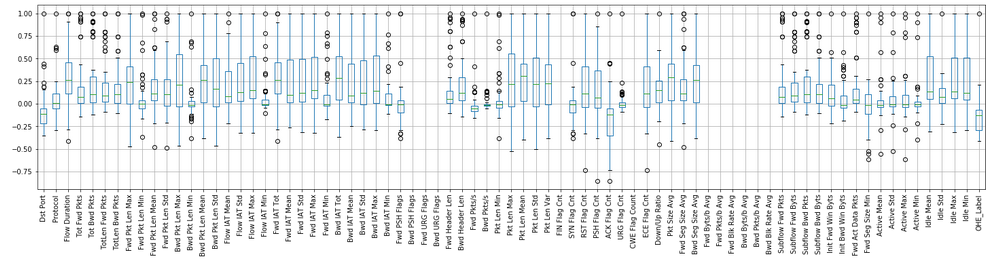 1.00
0.75
0.50
0.25
0.00
−0.25
−0.50
−0.75
Dst Port
Protocol
Flow Duration
Tot Fwd Pkts
Tot Bwd Pkts
TotLen Fwd Pkts
TotLen Bwd Pkts
Fwd Pkt Len Max
Fwd Pkt Len Min
Fwd Pkt Len Mean
Fwd Pkt Len Std
Bwd Pkt Len Max
Bwd Pkt Len Min
Bwd Pkt Len Mean
Bwd Pkt Len Std
Flow IAT Mean
Flow IAT Std
Flow IAT Max
Flow IAT Min
Fwd IAT Tot
Fwd IAT Mean
Fwd IAT Std
Fwd IAT Max
Fwd IAT Min
Bwd IAT Tot
Bwd IAT Mean
Bwd IAT Std
Bwd IAT Max
Bwd IAT Min
Fwd PSH Flags
Bwd PSH Flags
Fwd URG Flags
Bwd URG Flags
Fwd Header Len
Bwd Header Len
Fwd Pkts/s
Bwd Pkts/s
Pkt Len Min
Pkt Len Max
Pkt Len Mean
Pkt Len Std
Pkt Len Var
FIN Flag Cnt
SYN Flag Cnt
RST Flag Cnt
PSH Flag Cnt
ACK Flag Cnt
URG Flag Cnt
CWE Flag Count
ECE Flag Cnt
Down/Up Ratio
Pkt Size Avg
Fwd Seg Size Avg
Bwd Seg Size Avg
Fwd Byts/b Avg
Fwd Pkts/b Avg
Fwd Blk Rate Avg
Bwd Byts/b Avg
Bwd Pkts/b Avg
Bwd Blk Rate Avg
Subflow Fwd Pkts
Subflow Fwd Byts
Subflow Bwd Pkts
Subflow Bwd Byts
Init Fwd Win Byts
Init Bwd Win Byts
Fwd Act Data Pkts
Fwd Seg Size Min
Active Mean
Active Std
Active Max
Active Min
Idle Mean
Idle Std
Idle Max
Idle Min
OHE_Label